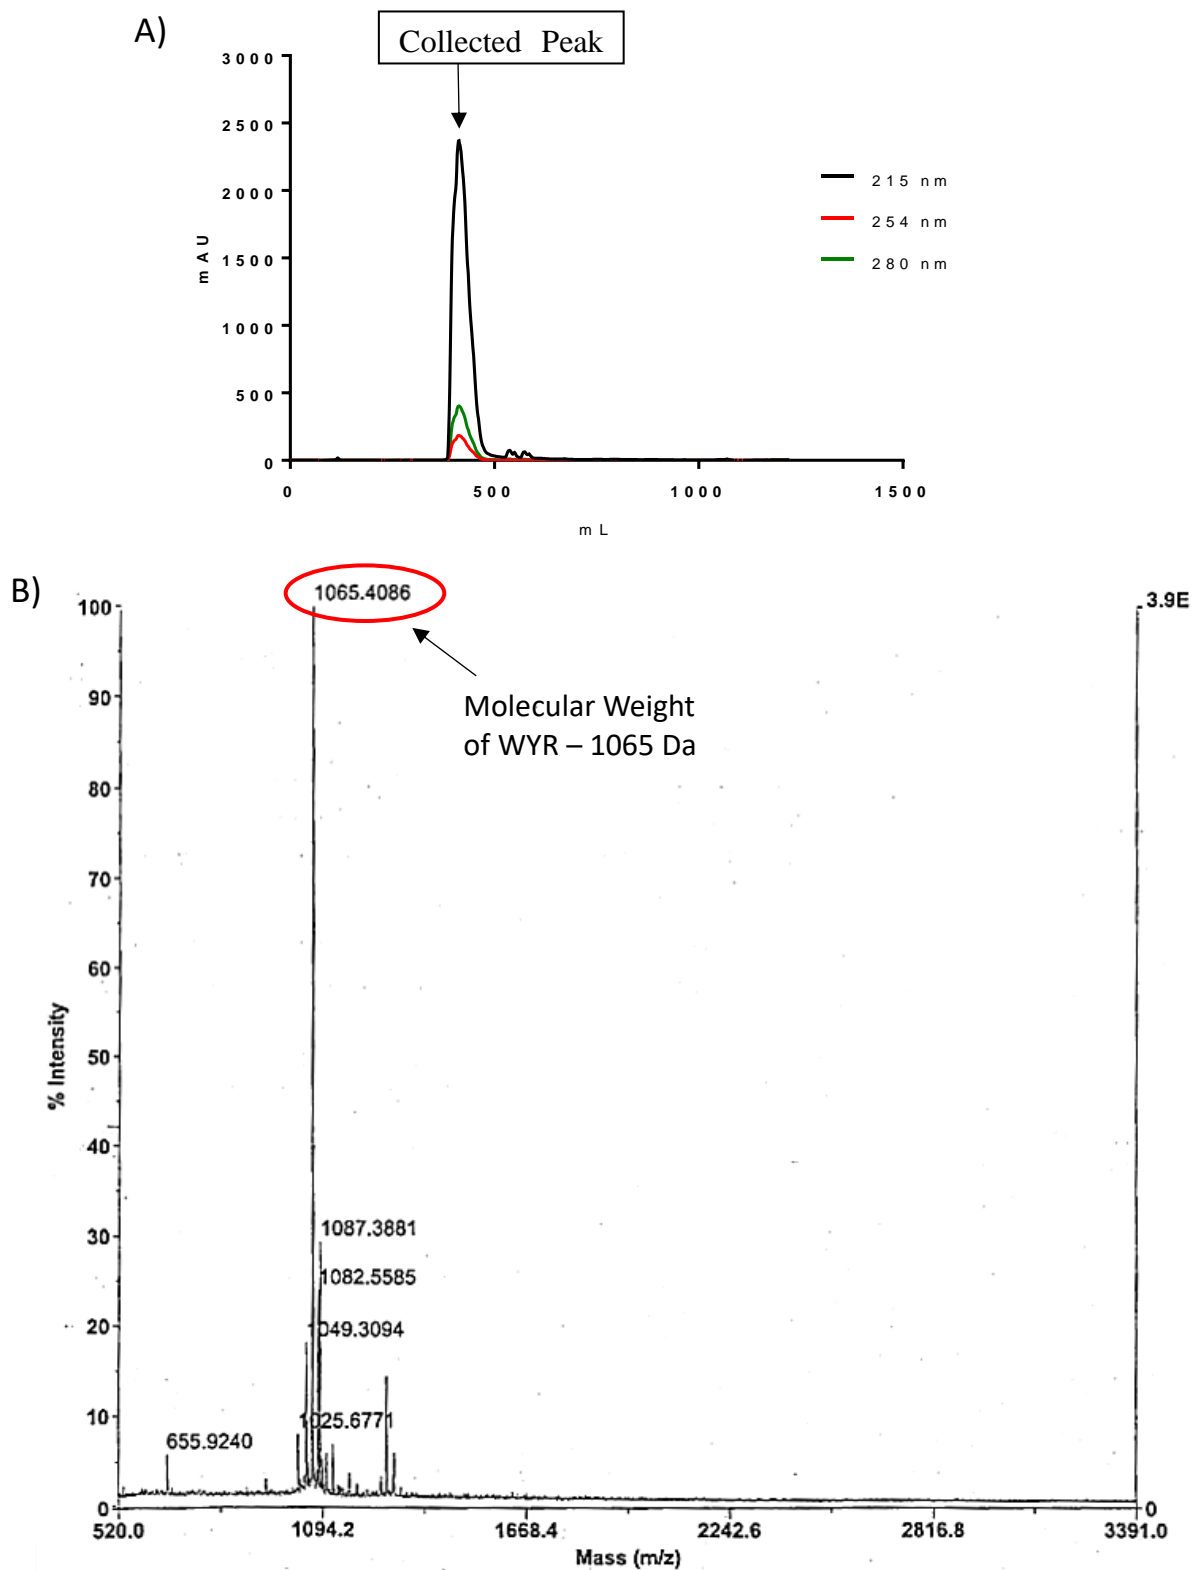 A)
Collected Peak
3000
2500
2000
1500
1000
500
0
mAU
0
500
1000
1500
mL
215 nm
254 nm
280 nm
B)
1065.4086
Molecular Weight
of WYR – 1065 Da
100
90
80
70
60
50
40
30
20
10
0
% Intensity
3.9E
0
1087.3881
1082.5585
1049.3094
1025.6771
655.9240
520.0
1094.2
1668.4
2242.6
2816.8
3391.0
Mass (m/z)